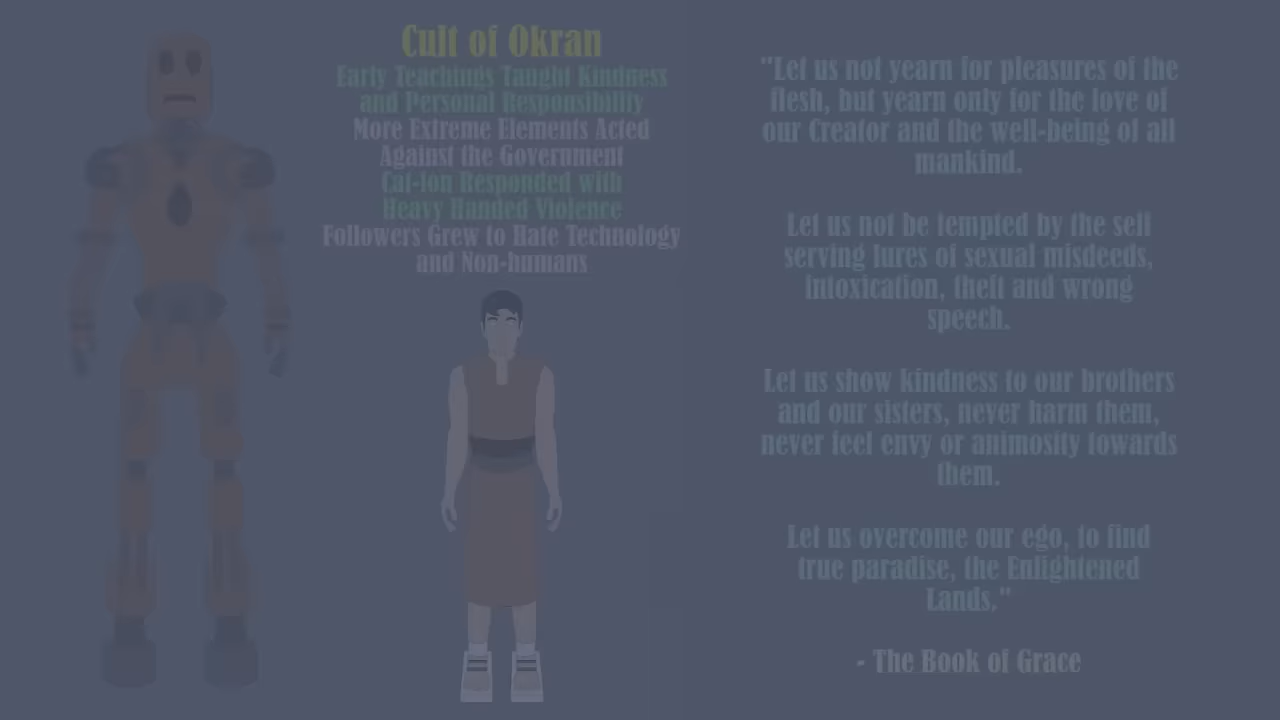 Cult of Okran
Early Teachings Taught Kindness
and Personal Responsibility
More Extreme Elements Acted
Against the Government
Cat-lon Responded with
Heavy Handed Violence
Followers Grew to Hate Technology
and Non-humans
"Let us not yearn for pleasures of the
flesh, but yearn only for the love of
our Creator and the well-being of all
mankind.
Let us not be tempted by the self
serving lures of sexual misdeeds,
intoxication, theft and wrong
speech.
Let us show kindness to our brothers
and our sisters, never harm them,
never feel envy or animosity towards
them.
Let us overcome our ego, to find
true paradise, the Enlightened
Lands."
- The Book of Grace